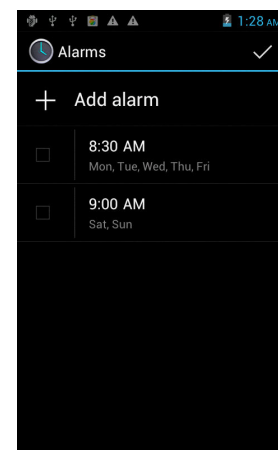 1:28 AM
Alarms
Add alarm
8:30 AM
Mon, Tue, Wed, Thu, Fri
9:00 AM
Sat, Sun